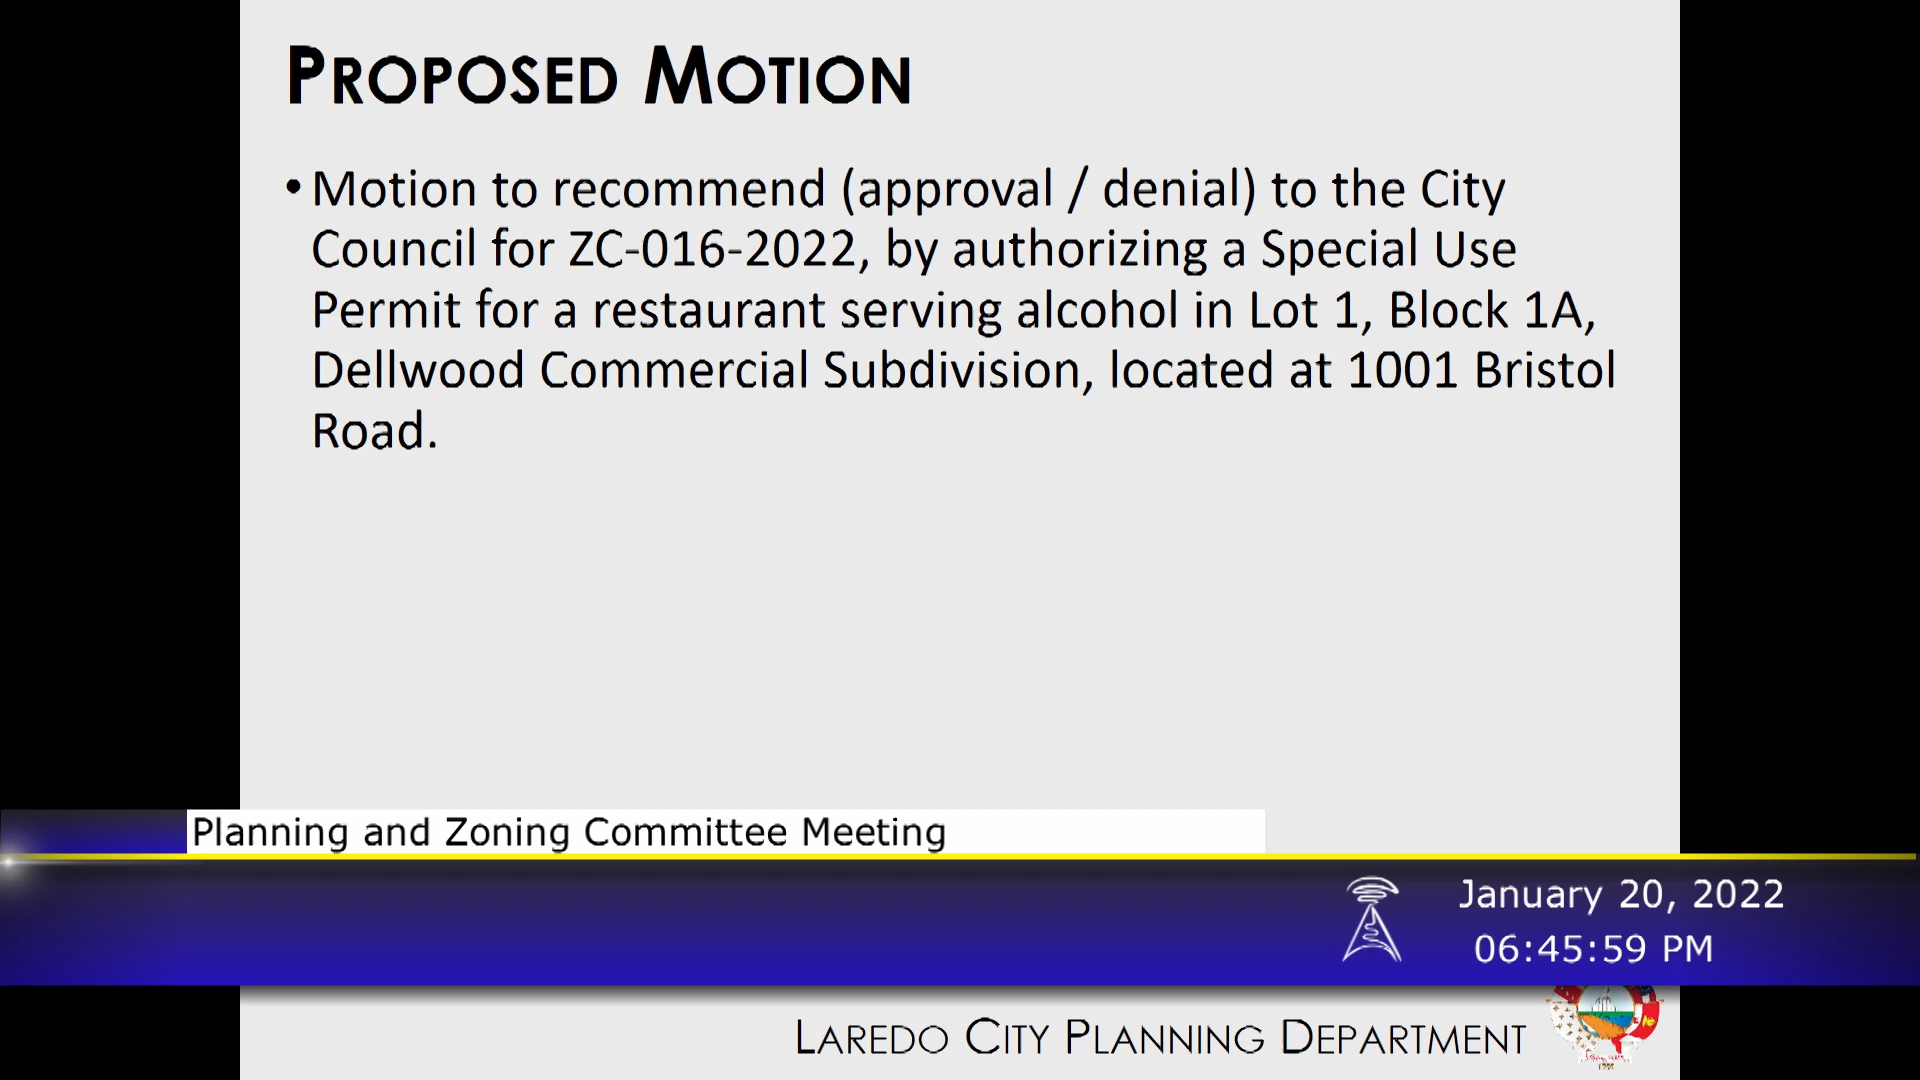 PROPOSED MOTION
• Motion to recommend (approval / denial) to the City
Council for ZC-016-2022, by authorizing a Special Use
Permit for a restaurant serving alcohol in Lot 1, Block 1A,
Dellwood Commercial Subdivision, located at 1001 Bristol
Road.
Planning and Zoning Committee Meeting
January 20, 2022
06:45:59 PM
LAREDO CITY PLANNING DEPARTMENT